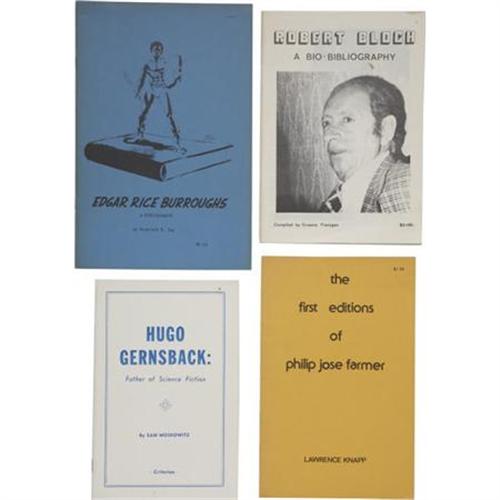 EDGAR RICE BURROUGHS
A BIBLIOGRAPHY
ROBERT BLOCH
A BIO-BIBLIOGRAPHY
Compiled by Graeme Flanagan
HUGO
GERNSBACK:
Father of Science Fiction
By SAM MOSKOWITZ
Criterion
the
first editions
of
philip jose farmer
LAWRENCE KNAPP